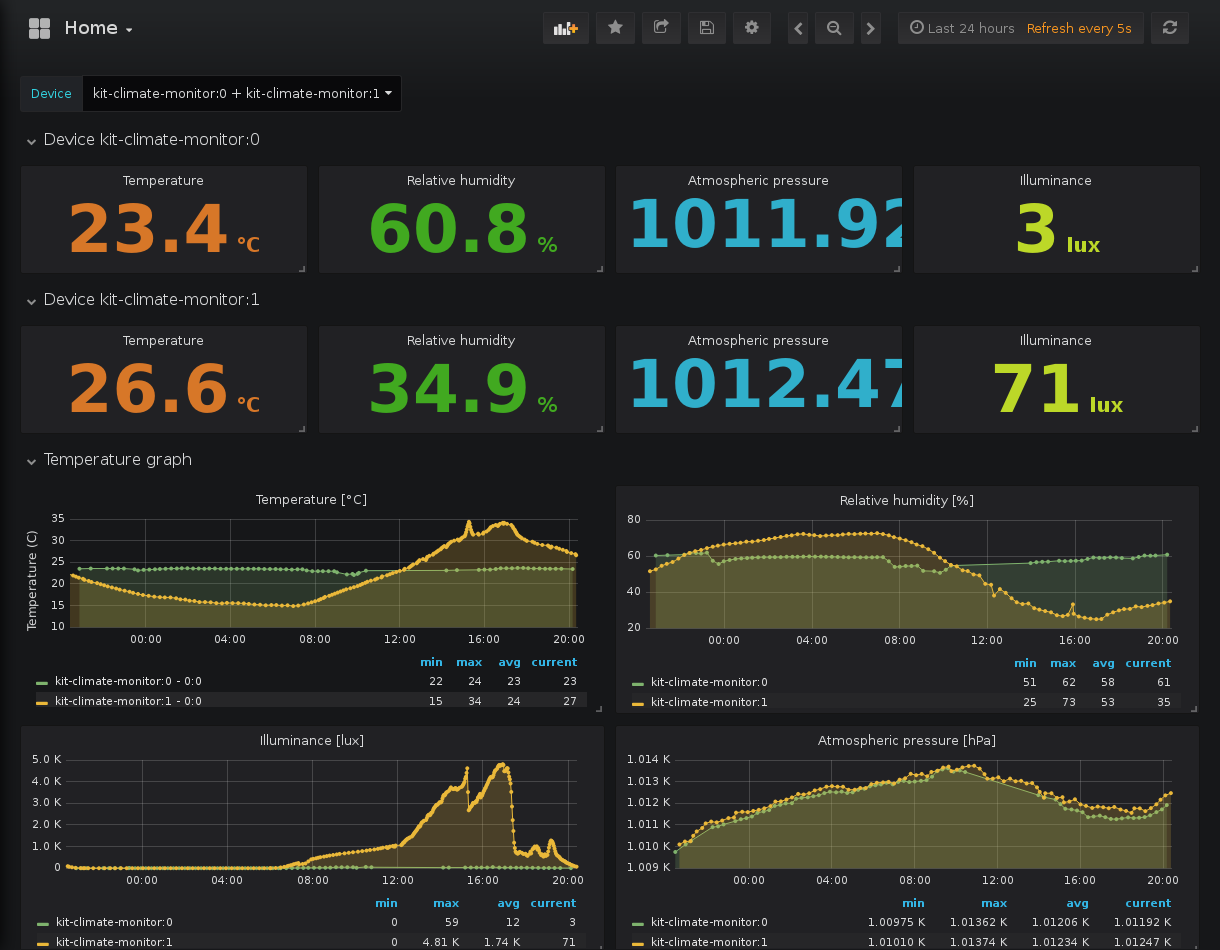 Home
Last 24 hours Refresh every 5s
Device kit-climate-monitor:0 + kit-climate-monitor:1
Device kit-climate-monitor:0
Temperature Relative humidity Atmospheric pressure Illuminance
23.4 °C 60.8 % 1011.92 3 lux
Device kit-climate-monitor:1
Temperature Relative humidity Atmospheric pressure Illuminance
26.6 °C 34.9 % 1012.47 71 lux
Temperature graph
Temperature [°C]
Temperature (C)
35
30
25
20
15
10
00:00 04:00 08:00 12:00 16:00 20:00
min max avg current
kit-climate-monitor:0 - 0:0 22 24 23 23
kit-climate-monitor:1 - 0:0 15 34 24 27
Relative humidity [%]
80
60
40
20
00:00 04:00 08:00 12:00 16:00 20:00
min max avg current
kit-climate-monitor:0 51 62 58 61
kit-climate-monitor:1 25 73 53 35
Illuminance [lux]
5.0 K
4.0 K
3.0 K
2.0 K
1.0 K
0
00:00 04:00 08:00 12:00 16:00 20:00
min max avg current
kit-climate-monitor:0 0 59 12 3
kit-climate-monitor:1 0 4.81 K 1.74 K 71
Atmospheric pressure [hPa]
1.014 K
1.013 K
1.012 K
1.011 K
1.010 K
1.009 K
00:00 04:00 08:00 12:00 16:00 20:00
min max avg current
kit-climate-monitor:0 1.00975 K 1.01362 K 1.01206 K 1.01192 K
kit-climate-monitor:1 1.01010 K 1.01374 K 1.01234 K 1.01247 K